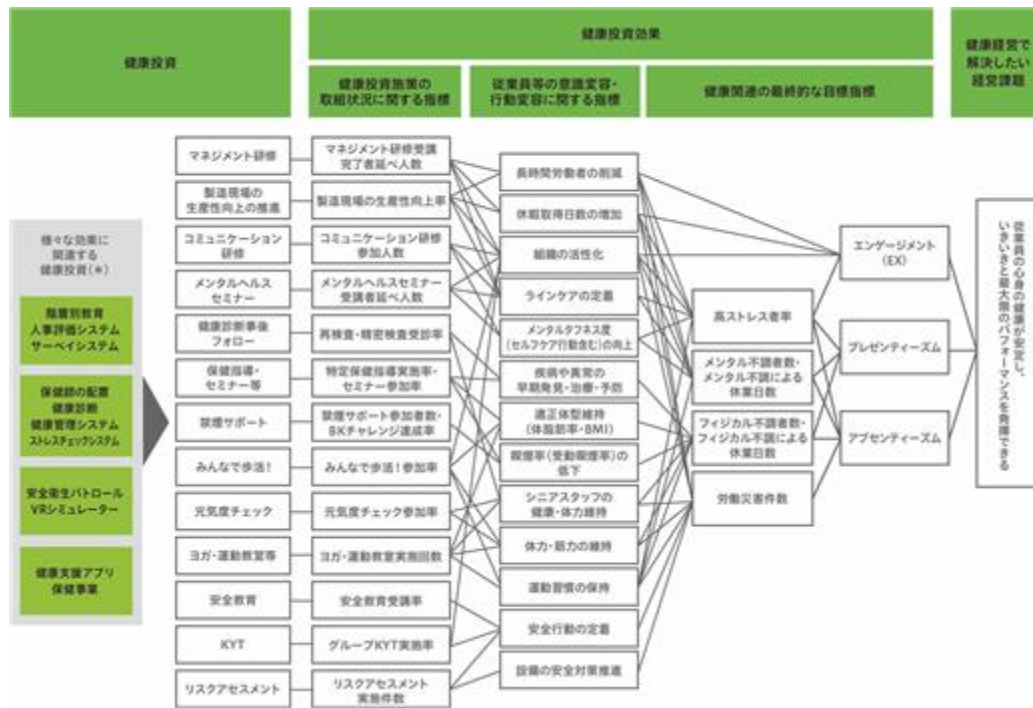 健康投資
健康投資効果
健康経営で
解決したい
経営課題
健康投資施策の
取組状況に関する指標
従業員等の意識変容・
行動変容に関する指標
健康関連の最終的な目標指標
様々な効果に
関連する
健康投資(*)
階層別教育
人事評価システム
サーベイシステム
保健師の配置
健康診断
健康管理システム
ストレスチェックシステム
安全衛生パトロール
VRシミュレーター
健康支援アプリ
保健事業
マネジメント研修
製造現場の
生産性向上の推進
コミュニケーション
研修
メンタルヘルス
セミナー
健康診断事後
フォロー
保健指導・
セミナー等
禁煙サポート
みんなで歩活!
元気度チェック
ヨガ・運動教室等
安全教育
KYT
リスクアセスメント
マネジメント研修受講
完了者延べ人数
製造現場の生産性向上率
コミュニケーション研修
参加人数
メンタルヘルスセミナー
受講者延べ人数
再検査・精密検査受診率
特定保健指導実施率・
セミナー参加率
禁煙サポート参加者数・
BKチャレンジ達成率
みんなで歩活!参加率
元気度チェック参加率
ヨガ・運動教室実施回数
安全教育受講率
グループKYT実施率
リスクアセスメント
実施件数
長時間労働者の削減
休暇取得日数の増加
組織の活性化
ラインケアの定着
メンタルタフネス度
(セルフケア行動含む)の向上
疾病や異常の
早期発見・治療・予防
適正体型維持
(体脂肪率・BMI)
喫煙率(受動喫煙率)の
低下
シニアスタッフの
健康・体力維持
体力・筋力の維持
運動習慣の保持
安全行動の定着
設備の安全対策推進
高ストレス者率
メンタル不調者数・
メンタル不調による
休業日数
フィジカル不調者数・
フィジカル不調による
休業日数
労働災害件数
エンゲージメント
(EX)
プレゼンティーズム
アブセンティーズム
従業員の心身の健康が安定し、
いきいきと最大限のパフォーマンスを発揮できる